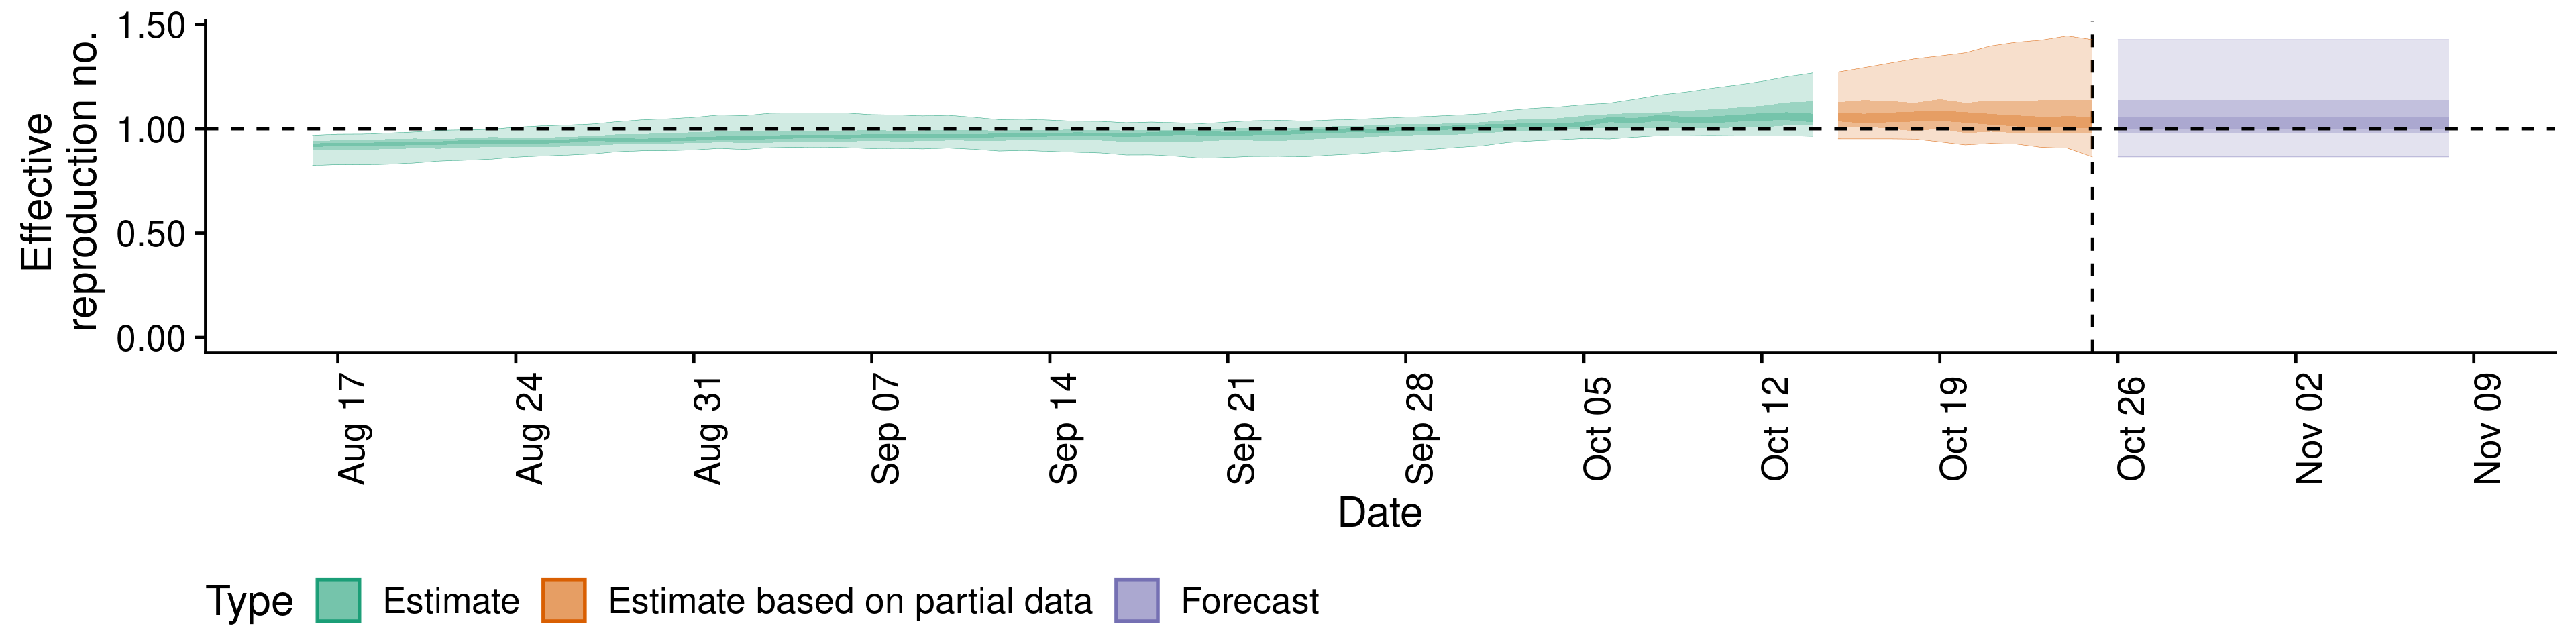 Effective
reproduction no.
1.50
1.00
0.50
0.00
Aug 17
Aug 24
Aug 31
Sep 07
Sep 14
Sep 21
Sep 28
Oct 05
Oct 12
Oct 19
Oct 26
Nov 02
Nov 09
Date
Type Estimate Estimate based on partial data Forecast